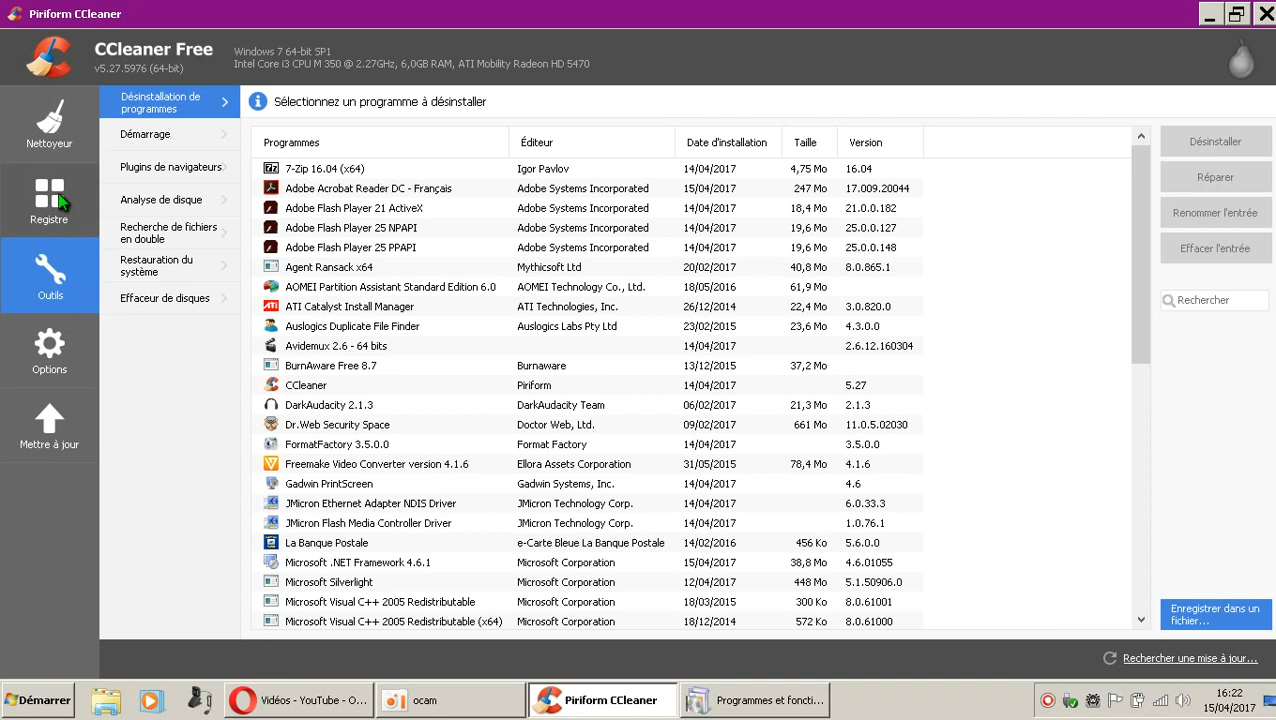 Piriform CCleaner
CCleaner Free
v5.27.5976 (64-bit)
Windows 7 64-bit SP1
Intel Core i3 CPU M 350 @ 2.27GHz, 6,0GB RAM, ATI Mobility Radeon HD 5470
Nettoyeur
Registre
Outils
Options
Mettre à jour
Désinstallation de
programmes
Démarrage
Plugins de navigateurs
Analyse de disque
Recherche de fichiers
en double
Restauration du
système
Effaceur de disques
Sélectionnez un programme à désinstaller
Programmes Éditeur Date d'installation Taille Version
7-Zip 16.04 (x64) Igor Pavlov 14/04/2017 4,75 Mo 16.04
Adobe Acrobat Reader DC - Français Adobe Systems Incorporated 15/04/2017 247 Mo 17.009.20044
Adobe Flash Player 21 ActiveX Adobe Systems Incorporated 14/04/2017 18,4 Mo 21.0.0.182
Adobe Flash Player 25 NPAPI Adobe Systems Incorporated 14/04/2017 19,6 Mo 25.0.0.127
Adobe Flash Player 25 PPAPI Adobe Systems Incorporated 14/04/2017 19,6 Mo 25.0.0.148
Agent Ransack x64 Mythicsoft Ltd 20/02/2017 40,8 Mo 8.0.865.1
AOMEI Partition Assistant Standard Edition 6.0 AOMEI Technology Co., Ltd. 18/05/2016 61,9 Mo
ATI Catalyst Install Manager ATI Technologies, Inc. 26/12/2014 22,4 Mo 3.0.820.0
Auslogics Duplicate File Finder Auslogics Labs Pty Ltd 23/02/2015 23,6 Mo 4.3.0.0
Avidemux 2.6 - 64 bits 14/04/2017 2.6.12.160304
BurnAware Free 8.7 Burnaware 13/12/2015 37,2 Mo
CCleaner Piriform 14/04/2017 5.27
DarkAudacity 2.1.3 DarkAudacity Team 06/02/2017 21,3 Mo 2.1.3
Dr.Web Security Space Doctor Web, Ltd. 09/02/2017 661 Mo 11.0.5.02030
FormatFactory 3.5.0.0 Format Factory 14/04/2017 3.5.0.0
Freemake Video Converter version 4.1.6 Ellora Assets Corporation 31/05/2015 78,4 Mo 4.1.6
Gadwin PrintScreen Gadwin Systems, Inc. 14/04/2017 4.6
JMicron Ethernet Adapter NDIS Driver JMicron Technology Corp. 14/04/2017 6.0.33.3
JMicron Flash Media Controller Driver JMicron Technology Corp. 14/04/2017 1.0.76.1
La Banque Postale e-Carte Bleue La Banque Postale 14/02/2016 456 Ko 5.6.0.0
Microsoft .NET Framework 4.6.1 Microsoft Corporation 15/04/2017 38,8 Mo 4.6.01055
Microsoft Silverlight Microsoft Corporation 12/04/2017 448 Mo 5.1.50906.0
Microsoft Visual C++ 2005 Redistributable Microsoft Corporation 18/03/2015 300 Ko 8.0.61001
Microsoft Visual C++ 2005 Redistributable (x64) Microsoft Corporation 18/12/2014 572 Ko 8.0.61000
Désinstaller
Réparer
Renommer l'entrée
Effacer l'entrée
Rechercher
Enregistrer dans un
fichier...
Rechercher une mise à jour...
Démarrer
Vidéos - YouTube - O...
ocam
Piriform CCleaner
Programmes et foncti...
16:22
15/04/2017